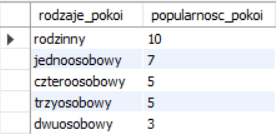 rodzaje_pokoi popularnosc_pokoi
rodzinny 10
jednoosobowy 7
czteroosobowy 5
trzyosobowy 5
dwuosobowy 3